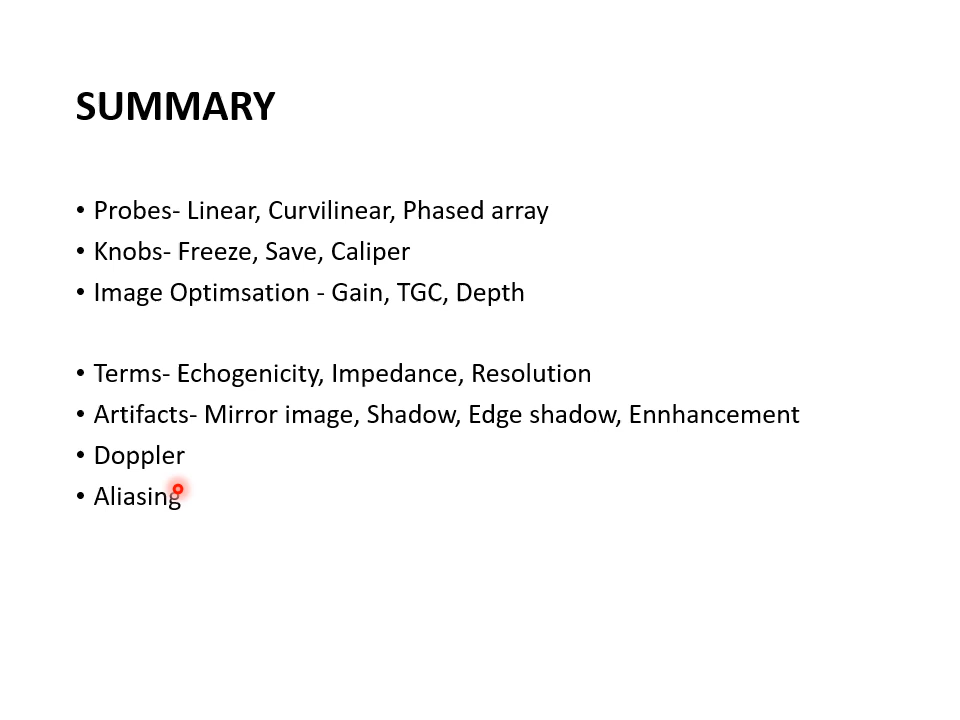 SUMMARY
• Probes- Linear, Curvilinear, Phased array
• Knobs- Freeze, Save, Caliper
• Image Optimsation - Gain, TGC, Depth
• Terms- Echogenicity, Impedance, Resolution
• Artifacts- Mirror image, Shadow, Edge shadow, Ennhancement
• Doppler
• Aliasing